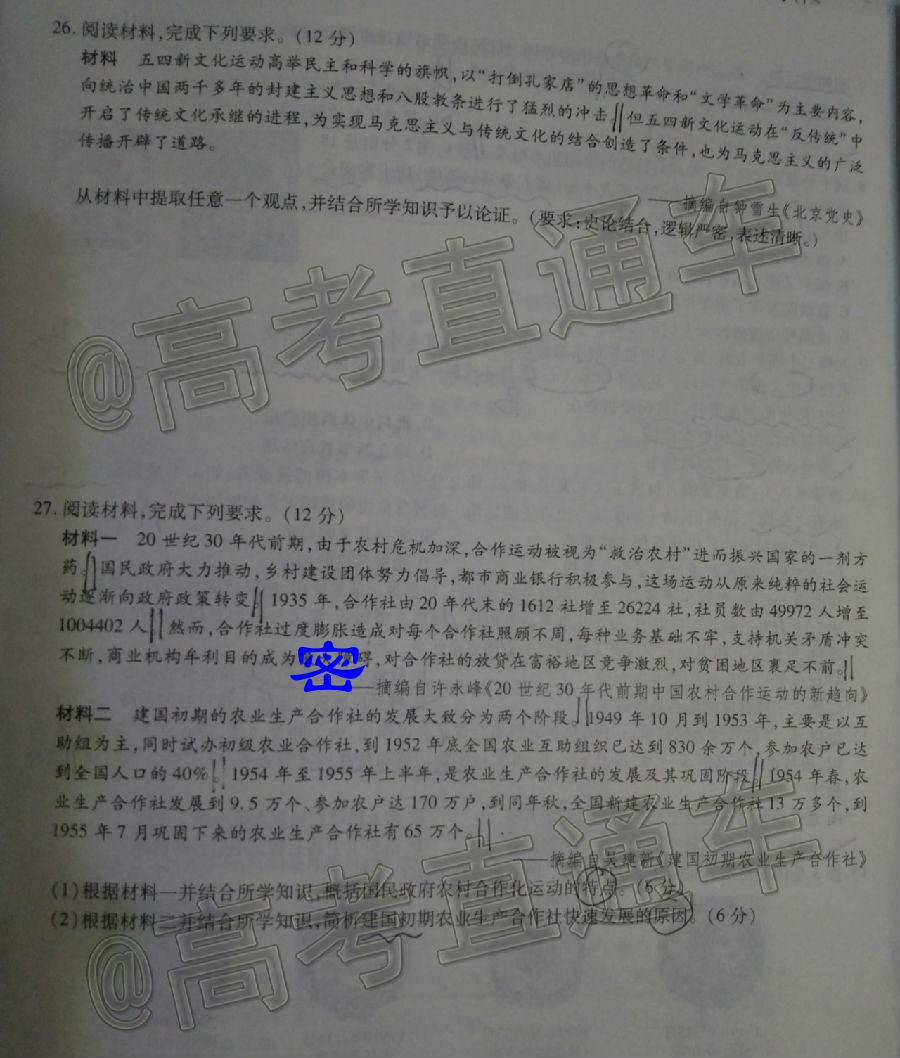 26. 阅读材料,完成下列要求。(12 分)
材料 五四新文化运动高举民主和科学的旗帜,以“打倒孔家店”的思想革命和“文学革命”为主要内容,
向统治中国两千多年的封建主义思想和八股教条进行了猛烈的冲击。但五四新文化运动在“反传统”中
开启了传统文化承继的进程,为实现马克思主义与传统文化的结合创造了条件,也为马克思主义的广泛
传播开辟了道路。
——摘编自钟雪生《北京党史》
从材料中提取任意一个观点,并结合所学知识予以论证。(要求:史论结合,逻辑严密,表述清晰。)
@高考直通车
27. 阅读材料,完成下列要求。(12 分)
材料一 20 世纪 30 年代前期,由于农村危机加深,合作运动被视为“救治农村”进而振兴国家的一剂方
药。国民政府大力推动,乡村建设团体努力倡导,都市商业银行积极参与,这场运动从原来纯粹的社会运
动逐渐向政府政策转变。1935 年,合作社由 20 年代末的 1612 社增至 26224 社,社员数由 49972 人增至
1004402 人。然而,合作社过度膨胀造成对每个合作社照顾不周,每种业务基础不牢,支持机关矛盾冲突
不断,商业机构牟利目的成为碍,对合作社的放贷在富裕地区竞争激烈,对贫困地区裹足不前。
密
——摘编自许永峰《20 世纪 30 年代前期中国农村合作运动的新趋向》
材料二 建国初期的农业生产合作社的发展大致分为两个阶段。1949 年 10 月到 1953 年,主要是以互
助组为主,同时试办初级农业合作社,到 1952 年底全国农业互助组织已达到 830 余万个,参加农户已达
到全国人口的 40%。1954 年至 1955 年上半年,是农业生产合作社的发展及其巩固阶段。1954 年春,农
业生产合作社发展到 9.5 万个、参加农户达 170 万户,到同年秋,全国新建农业生产合作社 13 万多个,到
1955 年 7 月巩固下来的农业生产合作社有 65 万个。
——摘编自吴建新《建国初期农业生产合作社》
(1)根据材料一并结合所学知识,概括国民政府农村合作化运动的特点。(6 分)
(2)根据材料二并结合所学知识,简析建国初期农业生产合作社快速发展的原因。(6 分)
@高考直通车